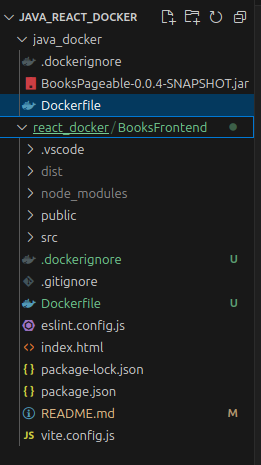 JAVA_REACT_DOCKER
java_docker
.dockerignore
BooksPageable-0.0.4-SNAPSHOT.jar
Dockerfile
react_docker / BooksFrontend
.vscode
dist
node_modules
public
src
.dockerignore U
.gitignore
Dockerfile U
eslint.config.js
<> index.html
{} package-lock.json
{} package.json
README.md M
JS vite.config.js